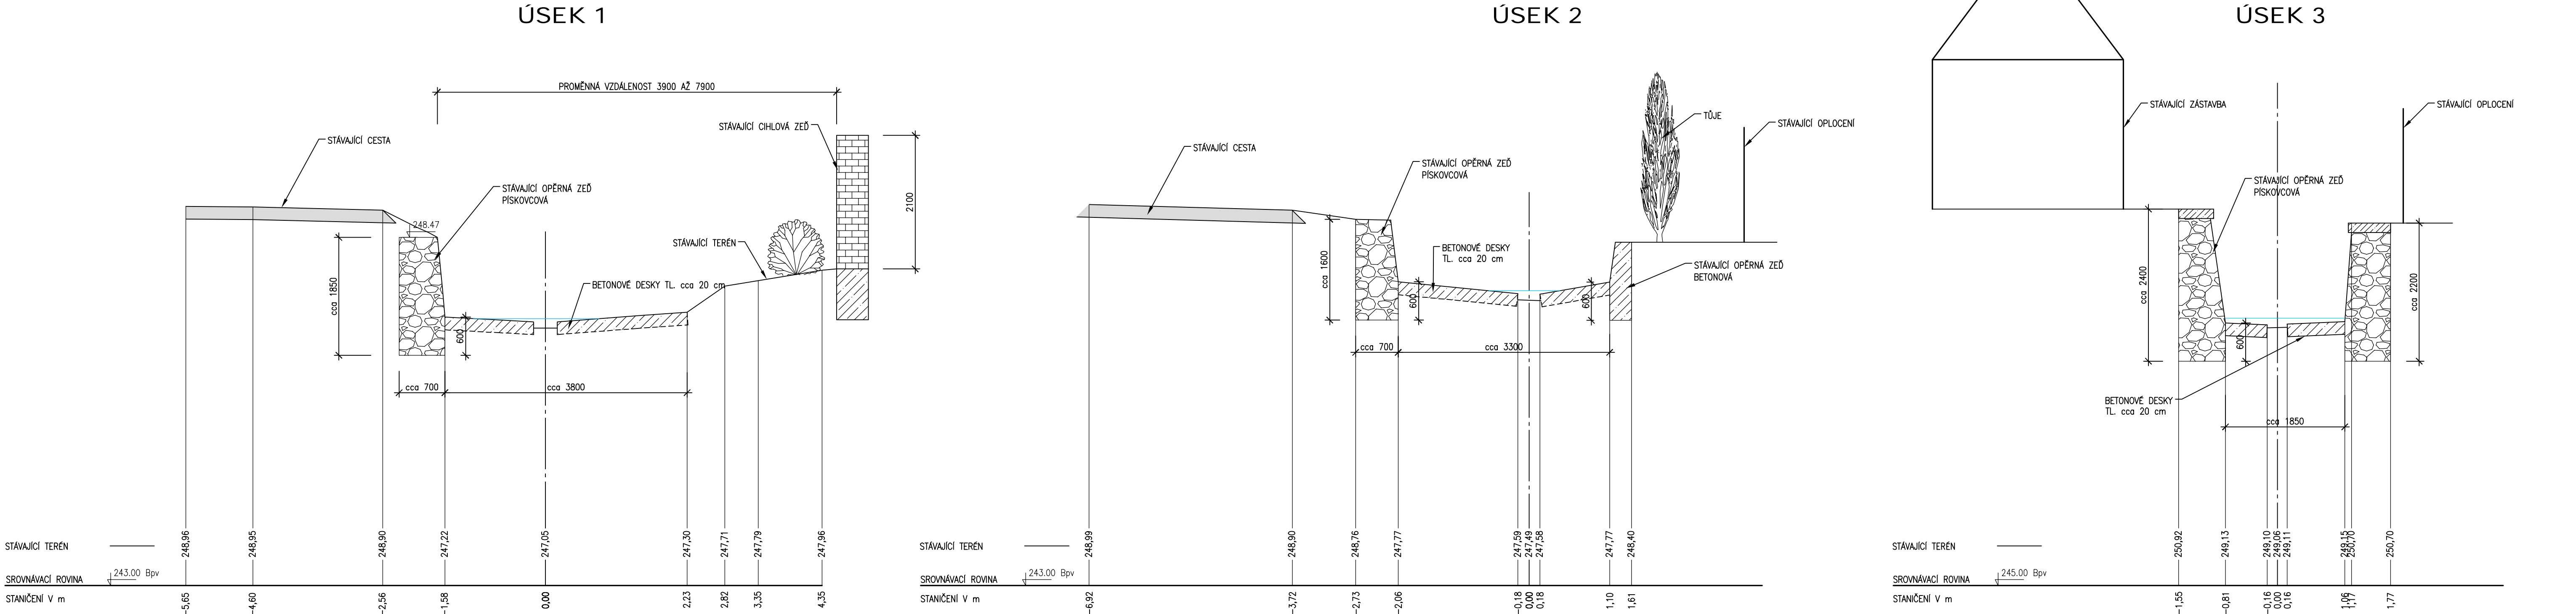 ÚSEK 1
PROMĚNNÁ VZDÁLENOST 3900 AŽ 7900
STÁVAJÍCÍ CIHLOVÁ ZEĎ
STÁVAJÍCÍ CESTA
STÁVAJÍCÍ OPĚRNÁ ZEĎ
PÍSKOVCOVÁ
2100
248.47
STÁVAJÍCÍ TERÉN
cca 1850
BETONOVÉ DESKY TL. cca 20 cm
600
cca 700
cca 3800
STÁVAJÍCÍ TERÉN
248,96
248,95
248,90
247,22
247,05
247,30
247,71
247,79
247,96
SROVNÁVACÍ ROVINA
243.00 Bpv
STANIČENÍ V m
-5,65
-4,60
-2,56
-1,58
0,00
2,23
2,82
3,35
4,35
ÚSEK 2
TŮJE
STÁVAJÍCÍ OPLOCENÍ
STÁVAJÍCÍ CESTA
STÁVAJÍCÍ OPĚRNÁ ZEĎ
PÍSKOVCOVÁ
BETONOVÉ DESKY
TL. cca 20 cm
STÁVAJÍCÍ OPĚRNÁ ZEĎ
BETONOVÁ
cca 1600
600
600
cca 700
cca 3300
STÁVAJÍCÍ TERÉN
248,99
248,90
248,76
247,77
247,59
247,49
247,58
247,77
248,40
SROVNÁVACÍ ROVINA
243.00 Bpv
STANIČENÍ V m
-6,92
-3,72
-2,73
-2,06
-0,18
0,00
0,18
1,10
1,61
ÚSEK 3
STÁVAJÍCÍ ZÁSTAVBA
STÁVAJÍCÍ OPLOCENÍ
STÁVAJÍCÍ OPĚRNÁ ZEĎ
PÍSKOVCOVÁ
cca 2400
cca 2200
600
BETONOVÉ DESKY
TL. cca 20 cm
cca 1850
STÁVAJÍCÍ TERÉN
250,92
249,13
249,10
249,06
249,11
249,15
250,70
250,70
SROVNÁVACÍ ROVINA
245.00 Bpv
STANIČENÍ V m
-1,55
-0,81
-0,16
0,00
0,16
1,06
1,17
1,77